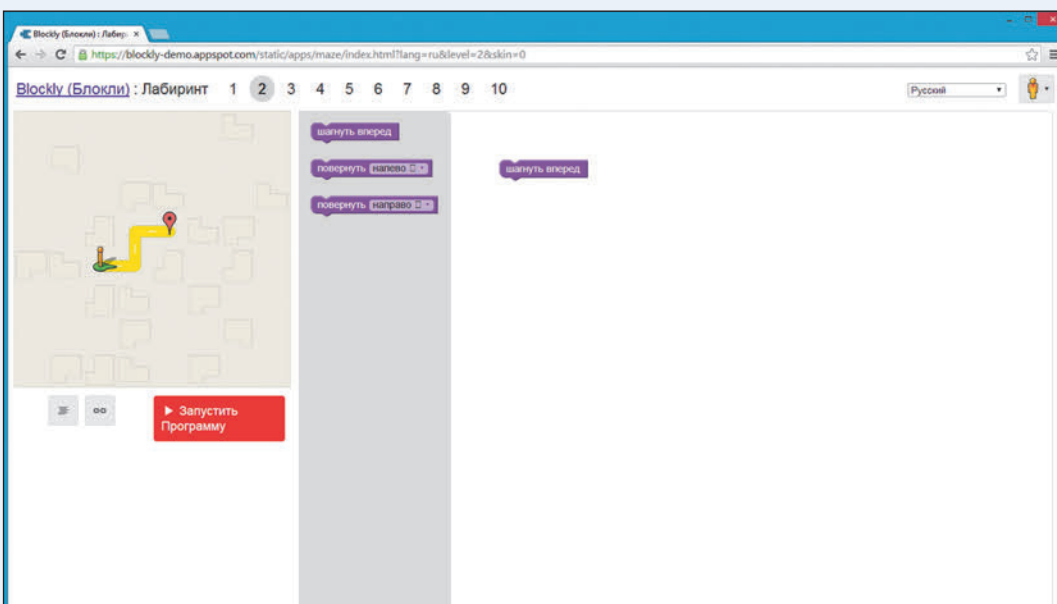 Blockly (Блокли) : Лабир
https://blockly-demo.appspot.com/static/apps/maze/index.html?lang=ru&level=2&skin=0
Blockly (Блокли) : Лабиринт 1 2 3 4 5 6 7 8 9 10
Русский
шагнуть вперед
повернуть налево
повернуть направо
шагнуть вперед
Запустить
Программу